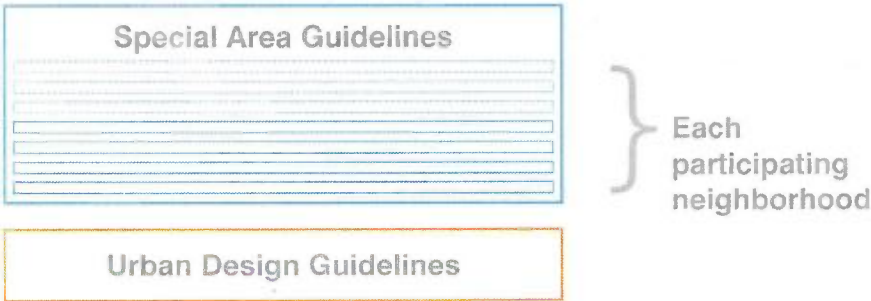 Special Area Guidelines
Each
participating
neighborhood
Urban Design Guidelines